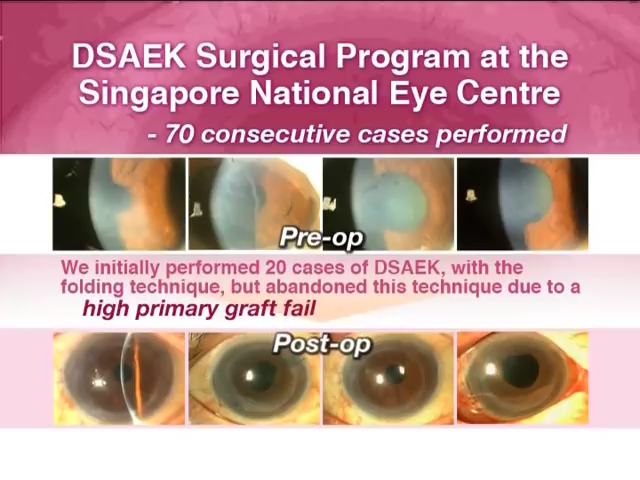 DSAEK Surgical Program at the
Singapore National Eye Centre
- 70 consecutive cases performed
Pre-op
We initially performed 20 cases of DSAEK, with the
folding technique, but abandoned this technique due to a
high primary graft fail
Post-op